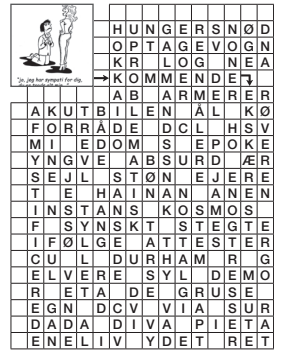 HUNGERSNØD
OPTAGEVOGN
KR LOG NEA
"jo, jeg har sympati for dig,
KOMMENDE
AB ARMERER
AKUTBILEN ÅL KØ
FORRÅDE DCL HSV
MI EDOM S EPOKE
YNGVE ABSURD ÆR
SEJL STØN EJERE
T E HAINAN ANEN
INSTANS KOSMOS
F SYNSKT STEGTE
IFØLGE ATTESTER
CU L DURHAM R G
ELVERE SYL DEMO
R ETA DE GRUSE
EGN DCV VIA SUR
DADA DIVA PIETA
ENELIV YDET RET